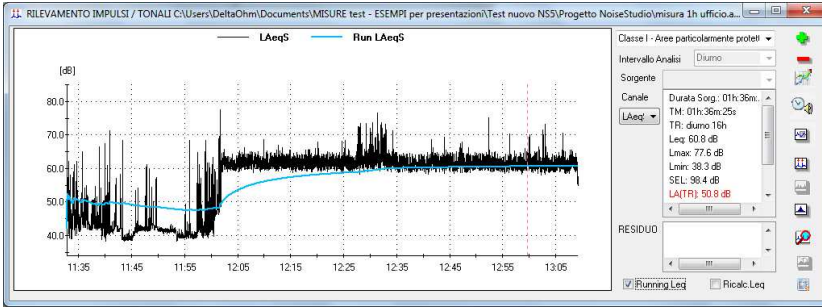 RILEVAMENTO IMPULSI / TONALI C:\Users\DeltaOhm\Documents\MISURE test - ESEMPI per presentazioni\Test nuovo NS5\Progetto NoiseStudio\misura 1h ufficio.a...
LAeqS Run LAeqS
[dB]
80.0
70.0
60.0
50.0
40.0
11:35 11:45 11:55 12:05 12:15 12:25 12:35 12:45 12:55 13:05
Classe I - Aree particolarmente protett
Intervallo Analisi Diurno
Sorgente
Canale
LAeq
Durata Sorg.: 01h:36m:
TM: 01h:36m:25s
TR: diurno 16h
Leq: 60.8 dB
Lmax: 77.6 dB
Lmin: 38.3 dB
SEL: 98.4 dB
LA(TR): 50.8 dB
RESIDUO
Running Leq Ricalc.Leq